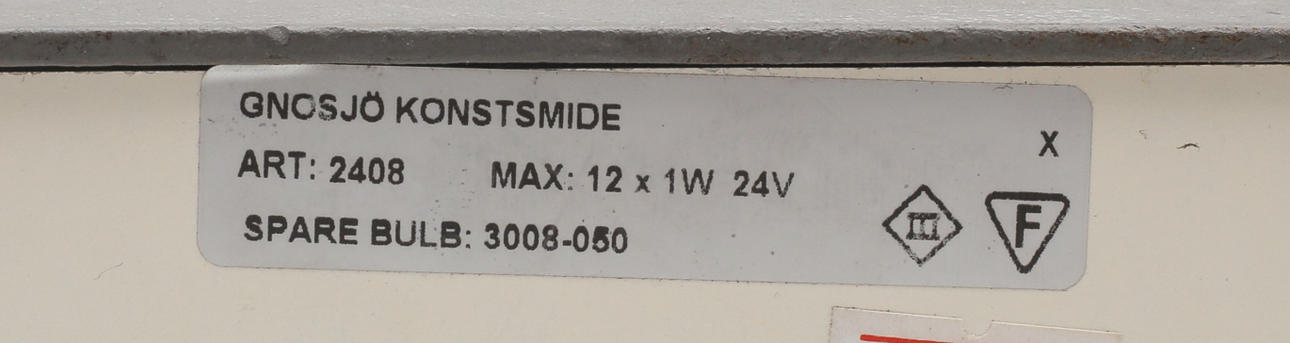 GNOSJÖ KONSTSMIDE
X
ART: 2408 MAX: 12 x 1W 24V
SPARE BULB: 3008-050
III F